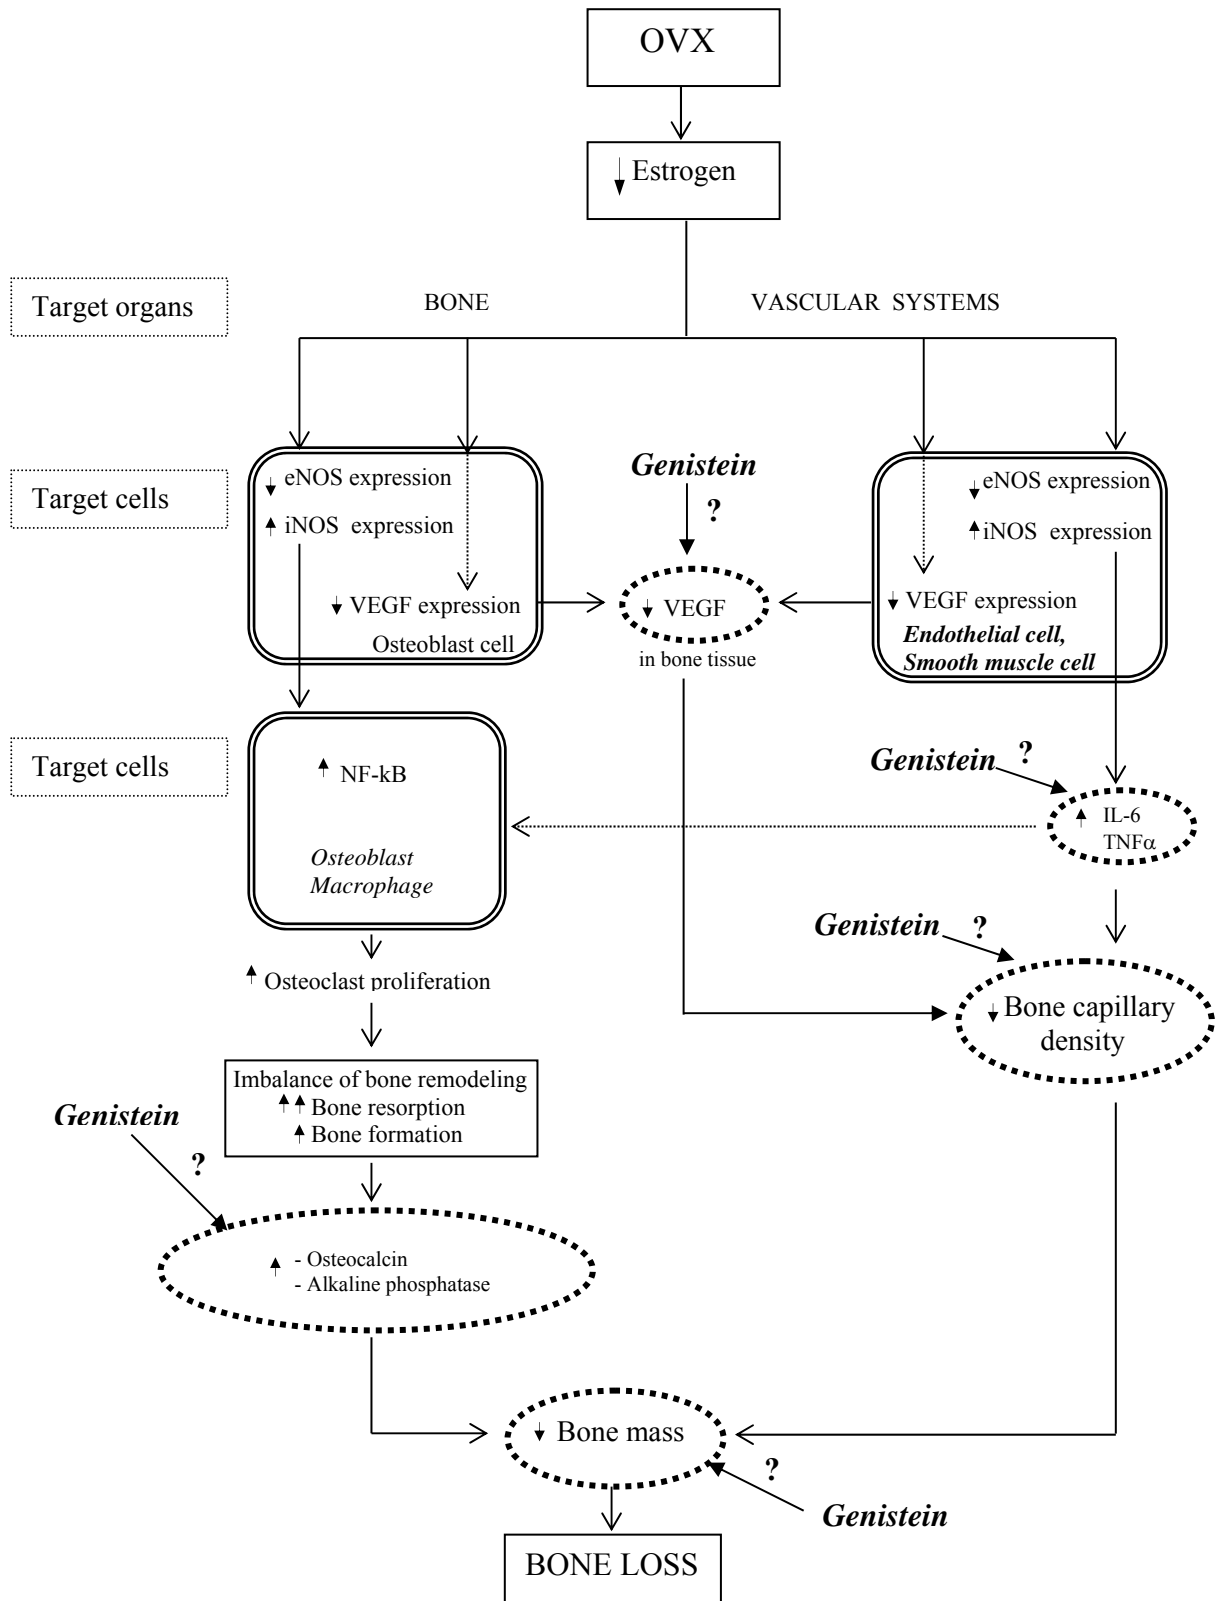 OVX
Estrogen
Target organs
BONE
VASCULAR SYSTEMS
Target cells
eNOS expression
iNOS expression
VEGF expression
Osteoblast cell
Genistein
?
VEGF
in bone tissue
eNOS expression
iNOS expression
VEGF expression
Endothelial cell,
Smooth muscle cell
Target cells
NF-kB
Osteoblast
Macrophage
Genistein ?
IL-6
TNFα
Genistein ?
Osteoclast proliferation
Bone capillary
density
Imbalance of bone remodeling
Bone resorption
Bone formation
Genistein
?
- Osteocalcin
- Alkaline phosphatase
Bone mass
?
Genistein
BONE LOSS